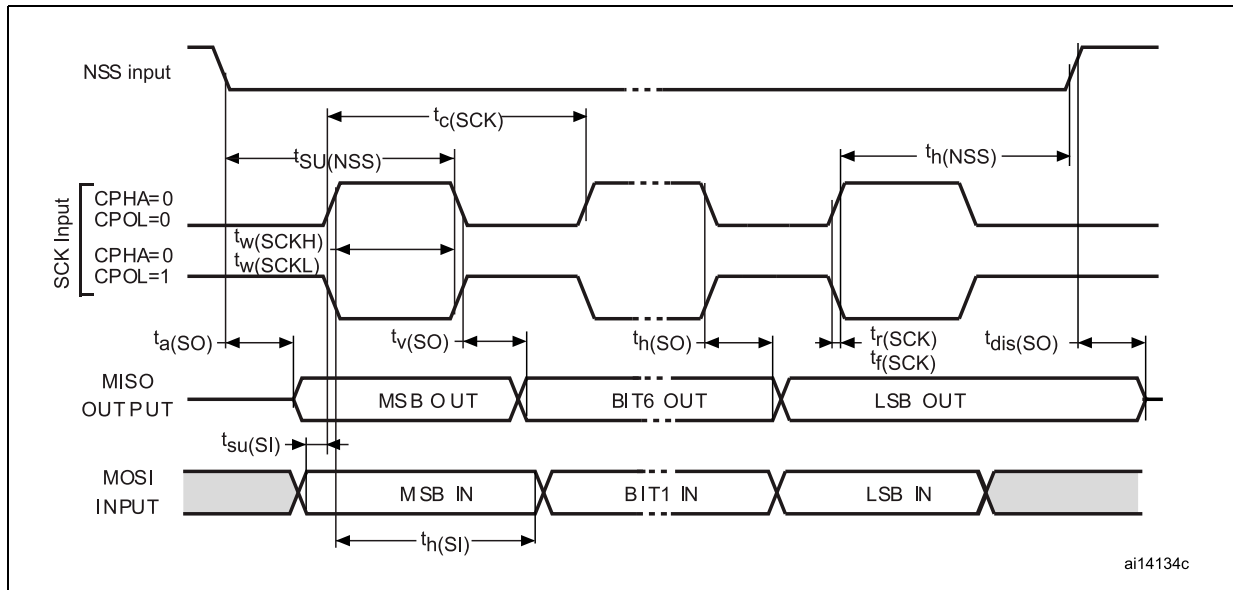 NSS input
tc(SCK)
tSU(NSS)
th(NSS)
SCK Input
CPHA=0
CPOL=0
tw(SCKH)
CPHA=0
tw(SCKL)
CPOL=1
ta(SO)
tv(SO)
th(SO)
tr(SCK)
tf(SCK)
tdis(SO)
MISO
OUTPUT
MSB OUT
BIT6 OUT
LSB OUT
tsu(SI)
MOSI
INPUT
MSB IN
BIT1 IN
LSB IN
th(SI)
ai14134c